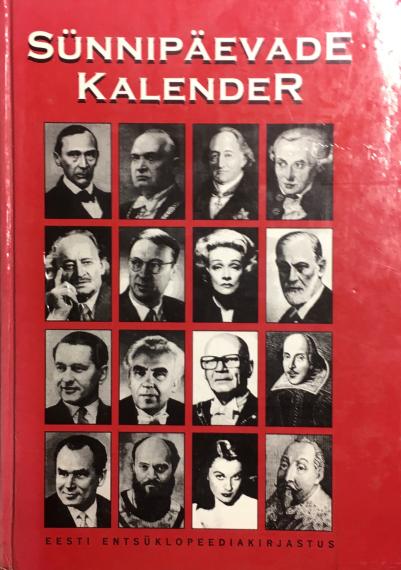 SÜNNIPÄEVADE
KALENDER
EESTI ENTSÜKLOPEEDIAKIRJASTUS